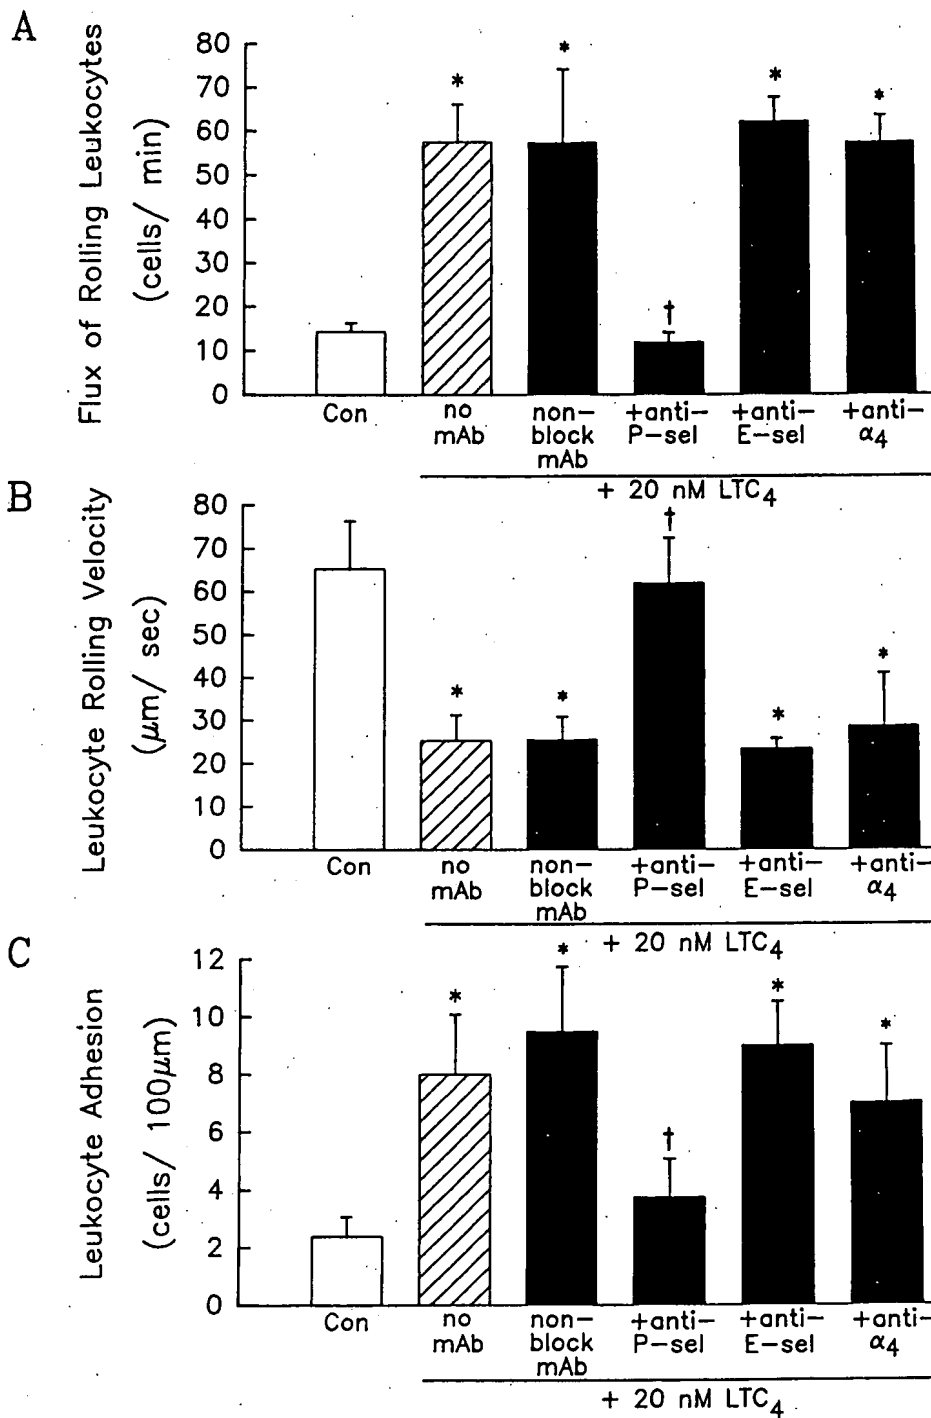 A
Flux of Rolling Leukocytes
(cells/ min)
80
70
60
50
40
30
20
10
0
*
*
†
*
*
Con
no mAb
non-block mAb
+anti-P-sel
+anti-E-sel
+anti-α4
+ 20 nM LTC4
B
Leukocyte Rolling Velocity
(μm/ sec)
80
70
60
50
40
30
20
10
0
*
*
†
*
*
Con
no mAb
non-block mAb
+anti-P-sel
+anti-E-sel
+anti-α4
+ 20 nM LTC4
C
Leukocyte Adhesion
(cells/ 100μm)
12
10
8
6
4
2
0
*
*
†
*
*
Con
no mAb
non-block mAb
+anti-P-sel
+anti-E-sel
+anti-α4
+ 20 nM LTC4